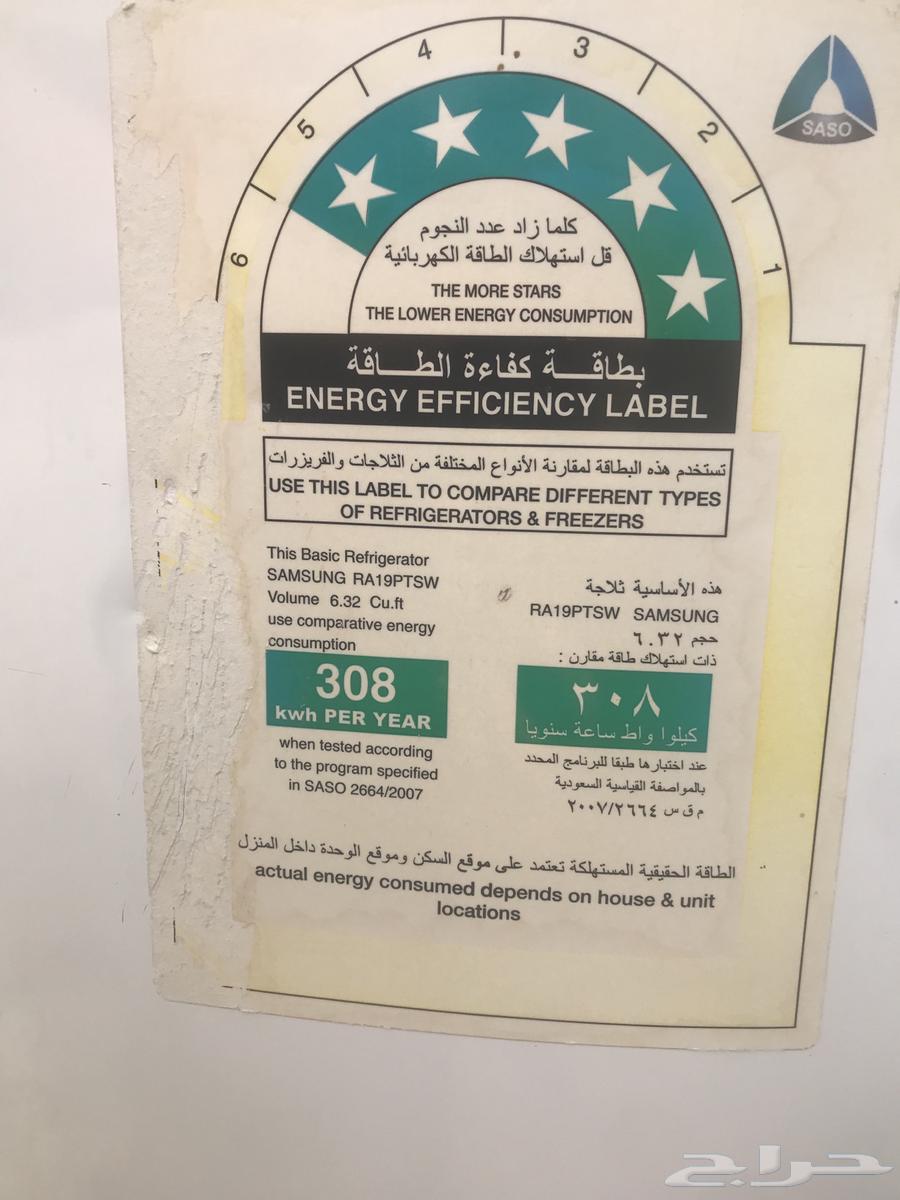 6
5
4
3
2
1
SASO
كلما زاد عدد النجوم
قل استهلاك الطاقة الكهربائية
THE MORE STARS
THE LOWER ENERGY CONSUMPTION
بطاقة كفاءة الطاقة
ENERGY EFFICIENCY LABEL
تستخدم هذه البطاقة لمقارنة الأنواع المختلفة من الثلاجات والفريزرات
USE THIS LABEL TO COMPARE DIFFERENT TYPES
OF REFRIGERATORS & FREEZERS
This Basic Refrigerator
SAMSUNG RA19PTSW
Volume 6.32 Cu.ft
use comparative energy
consumption
308
kwh PER YEAR
when tested according
to the program specified
in SASO 2664/2007
هذه الأساسية ثلاجة
RA19PTSW SAMSUNG
حجم ٦.٣٢
ذات استهلاك طاقة مقارن :
٣٠٨
كيلوا واط ساعة سنويا
عند اختبارها طبقا للبرنامج المحدد
بالمواصفة القياسية السعودية
م ق س ٢٠٠٧/٢٦٦٤
الطاقة الحقيقية المستهلكة تعتمد على موقع السكن وموقع الوحدة داخل المنزل
actual energy consumed depends on house & unit
locations
حراج